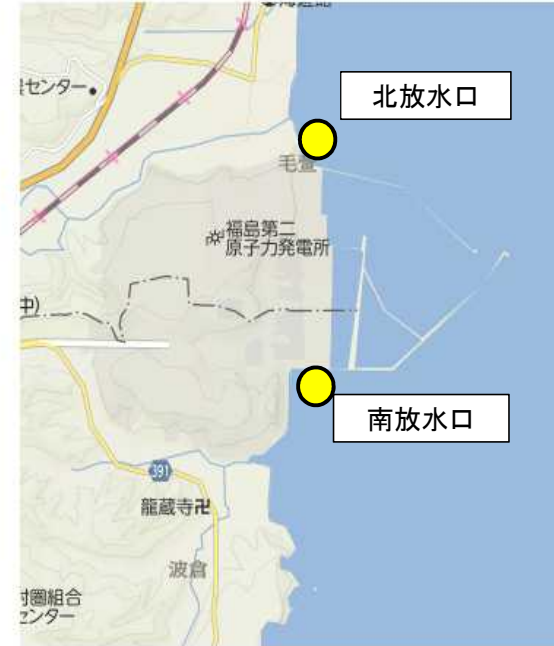 センター
北放水口
毛萱
福島第二
原子力発電所
中)
南放水口
391
龍蔵寺卍
波倉
村圏組合
センター